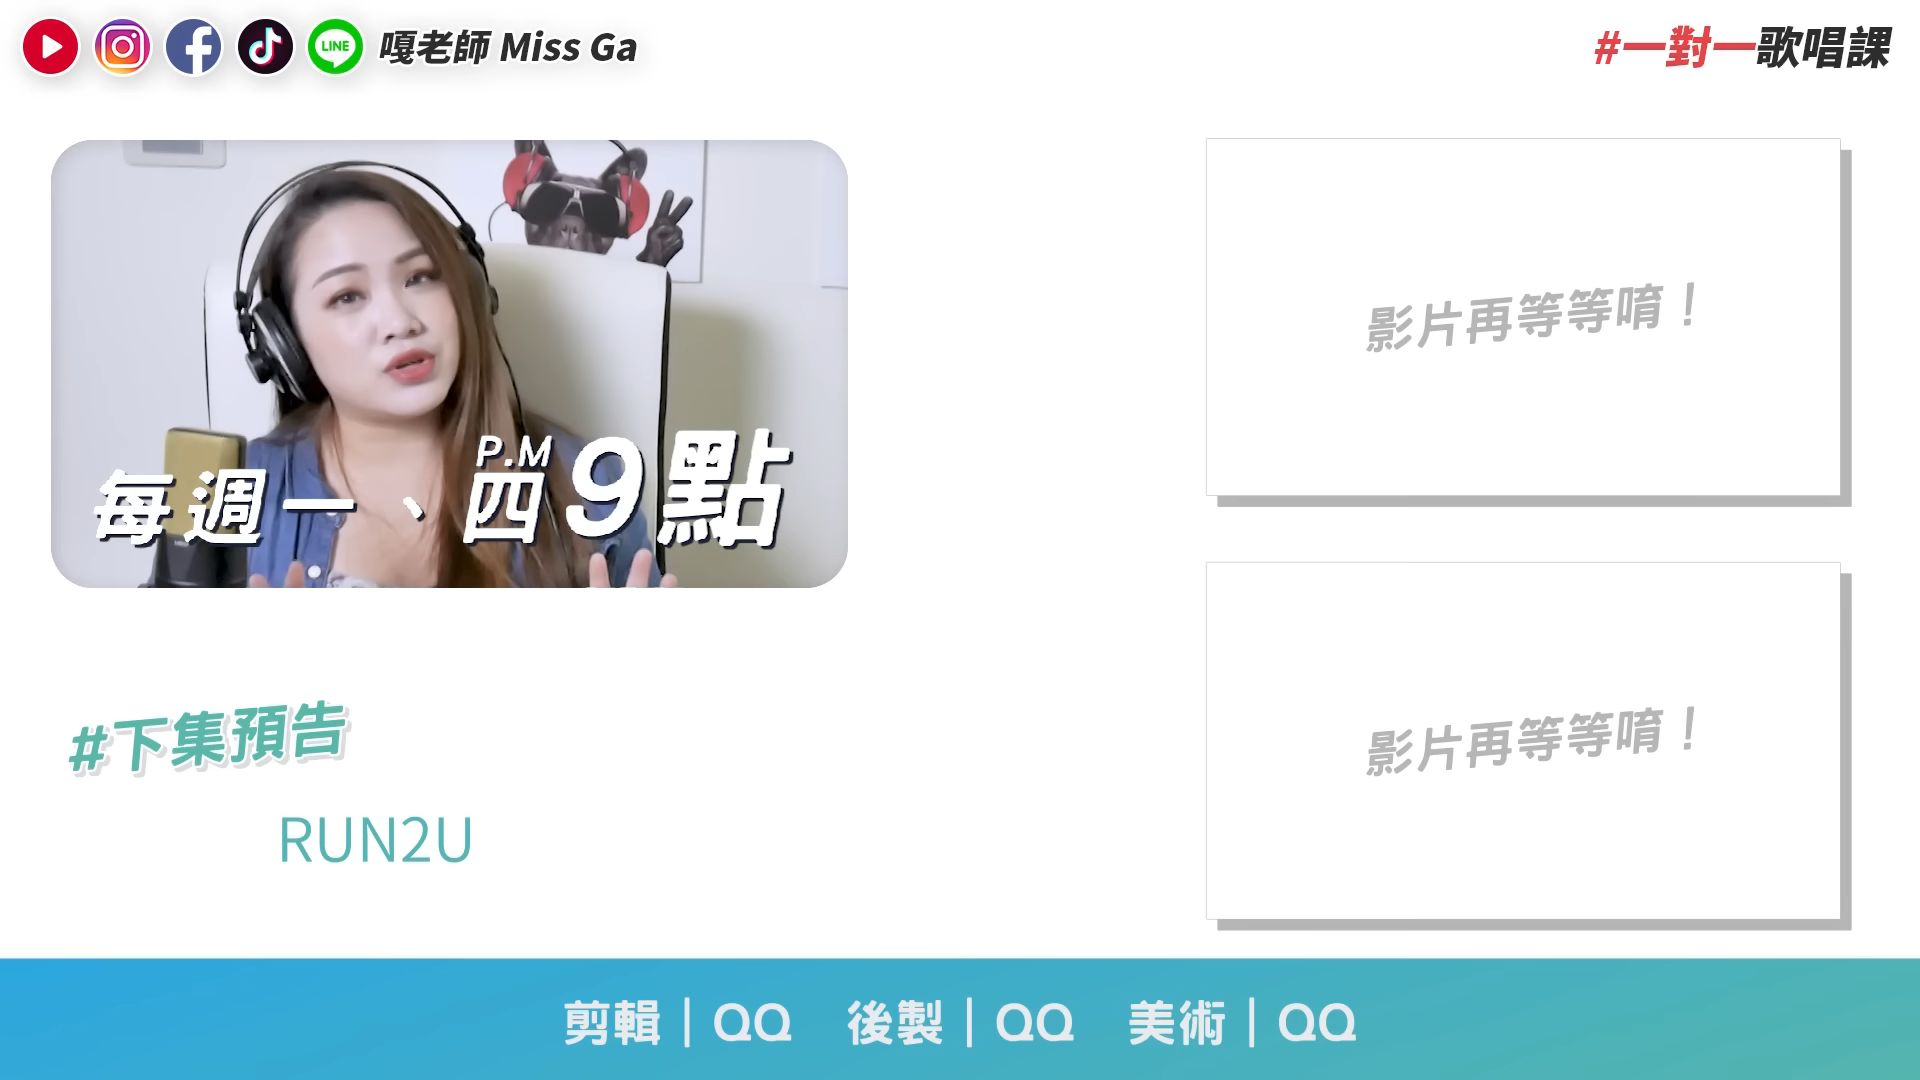 LINE
嘎老師 Miss Ga
#一對一歌唱課
P.M
每週一、四9點
影片再等等唷！
影片再等等唷！
#下集預告
RUN2U
剪輯｜QQ 後製｜QQ 美術｜QQ